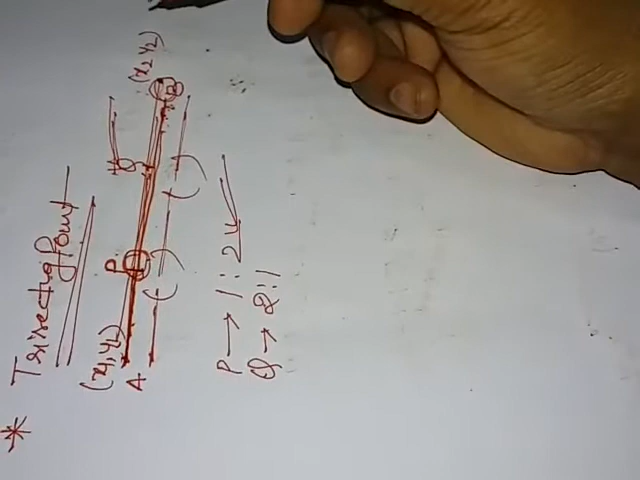 * Trisecting Point
(x1, y1) P Q (x2, y2)
A B
( ) ( )
P → 1 : 2
Q → 2 : 1